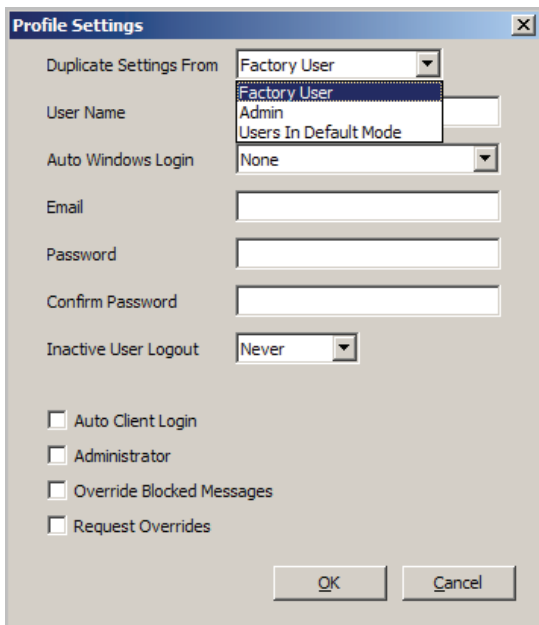 Profile Settings
Duplicate Settings From Factory User
Factory User
User Name Admin
Users In Default Mode
Auto Windows Login None
Email
Password
Confirm Password
Inactive User Logout Never
Auto Client Login
Administrator
Override Blocked Messages
Request Overrides
OK Cancel